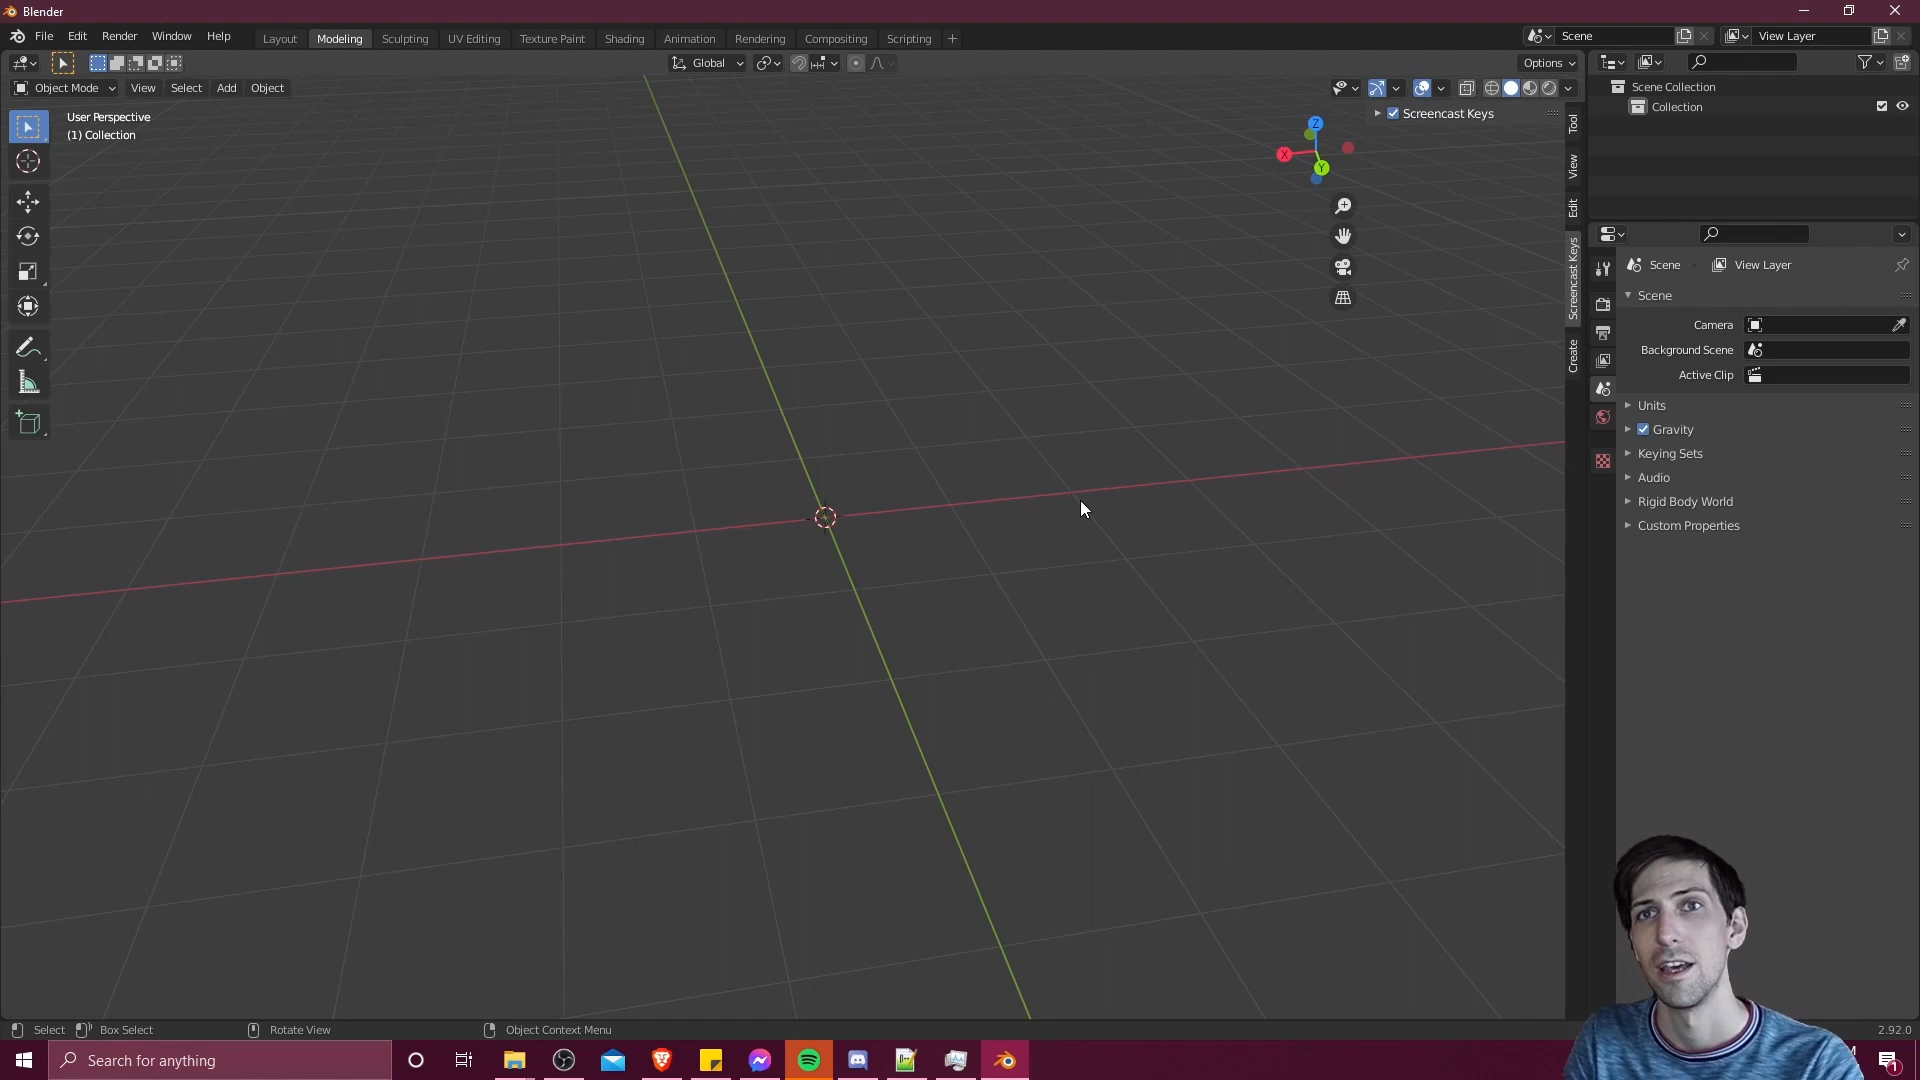 Blender
File Edit Render Window Help Layout Modeling Sculpting UV Editing Texture Paint Shading Animation Rendering Compositing Scripting + Scene View Layer
Global Options
Object Mode View Select Add Object
User Perspective
(1) Collection
Screencast Keys
Z
X
Y
Tool
View
Edit
Screencast Keys
Create
Scene Collection
Collection
Scene View Layer
Scene
Camera
Background Scene
Active Clip
Units
Gravity
Keying Sets
Audio
Rigid Body World
Custom Properties
Select Box Select Rotate View Object Context Menu 2.92.0
Search for anything
1